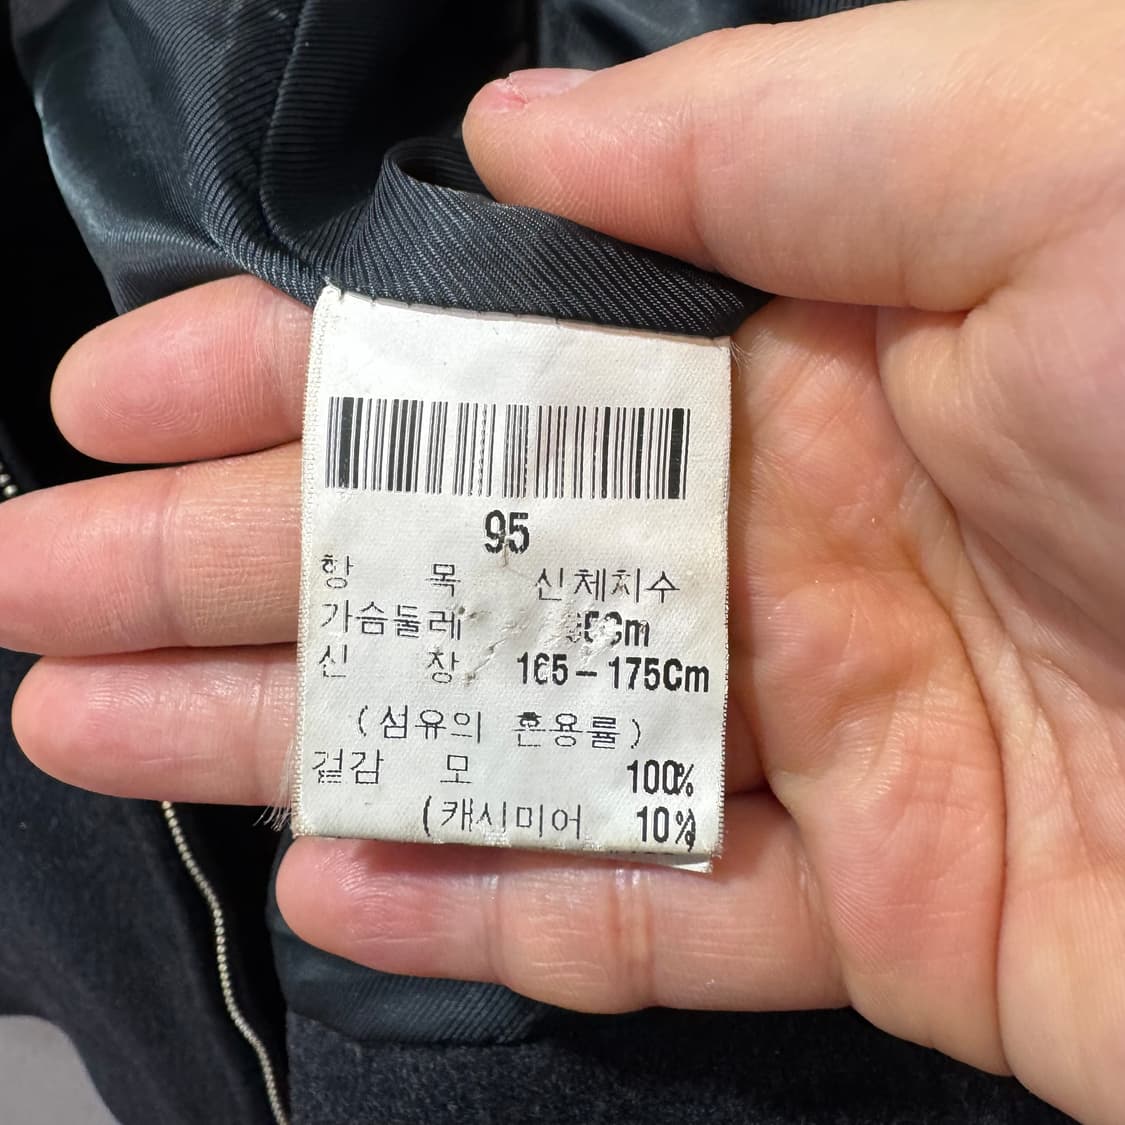 95
항 목 신체치수
가슴둘레 95Cm
신 장 165-175Cm
(섬유의 혼용률)
겉감 모 100%
(캐시미어 10%)